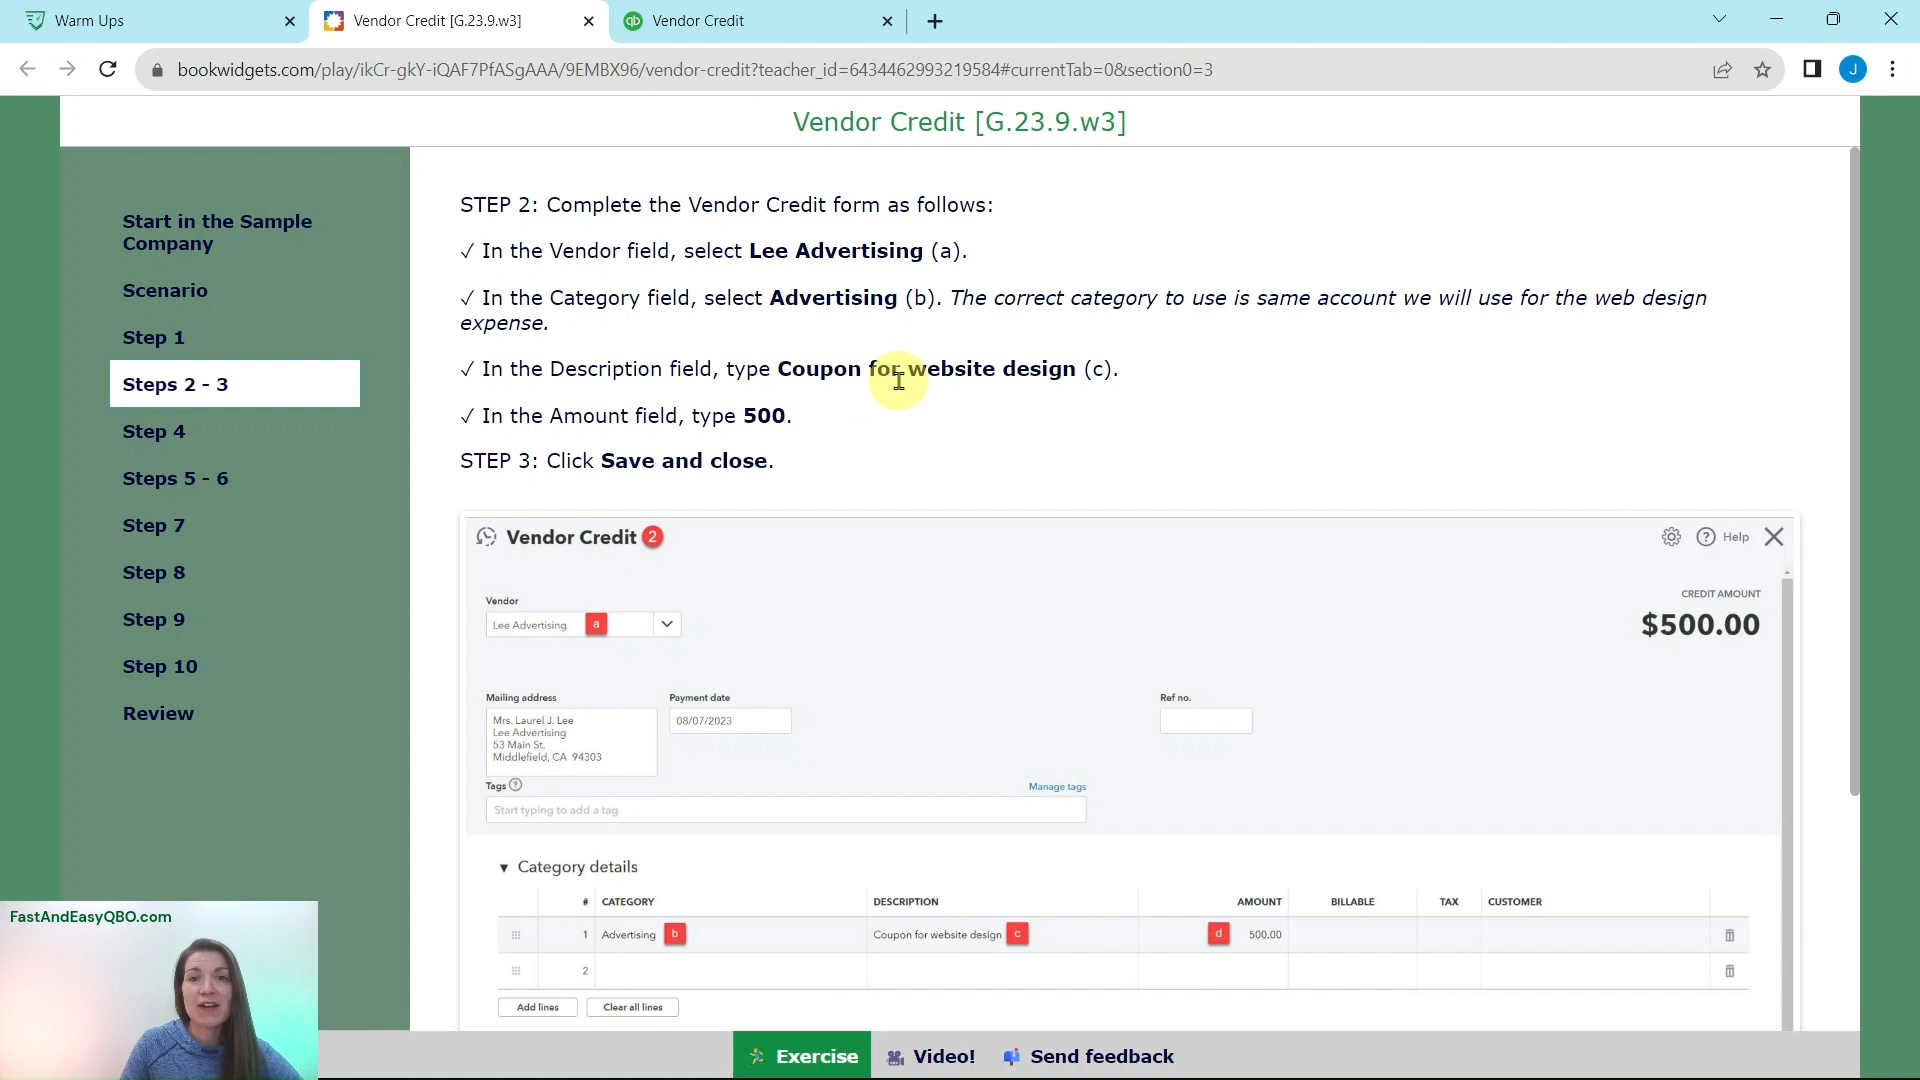 Warm Ups
Vendor Credit [G.23.9.w3]
qb Vendor Credit
bookwidgets.com/play/ikCr-gkY-iQAF7PfASgAAA/9EMBX96/vendor-credit?teacher_id=6434462993219584#currentTab=0&section0=3
J
Vendor Credit [G.23.9.w3]
Start in the Sample
Company
Scenario
Step 1
Steps 2 - 3
Step 4
Steps 5 - 6
Step 7
Step 8
Step 9
Step 10
Review
STEP 2: Complete the Vendor Credit form as follows:
✓ In the Vendor field, select Lee Advertising (a).
✓ In the Category field, select Advertising (b). The correct category to use is same account we will use for the web design
expense.
✓ In the Description field, type Coupon for website design (c).
✓ In the Amount field, type 500.
STEP 3: Click Save and close.
Vendor Credit 2
? Help
Vendor
Lee Advertising a
CREDIT AMOUNT
$500.00
Mailing address
Payment date
Ref no.
Mrs. Laurel J. Lee
Lee Advertising
53 Main St.
Middlefield, CA 94303
08/07/2023
Tags ?
Manage tags
Start typing to add a tag
Category details
# CATEGORY DESCRIPTION AMOUNT BILLABLE TAX CUSTOMER
1 Advertising b Coupon for website design c d 500.00
2
Add lines
Clear all lines
FastAndEasyQBO.com
Exercise
Video!
Send feedback